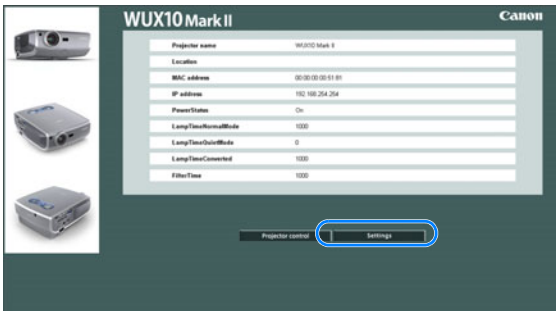 WUX10 Mark II
Canon
Projector name WUX10 Mark II
Location
MAC address 00:00:00:00:51:81
IP address 192.168.254.254
PowerStatus On
LampTimeNormalMode 1000
LampTimeQuietMode 0
LampTimeConverted 1000
FilterTime 1000
Projector control
Settings